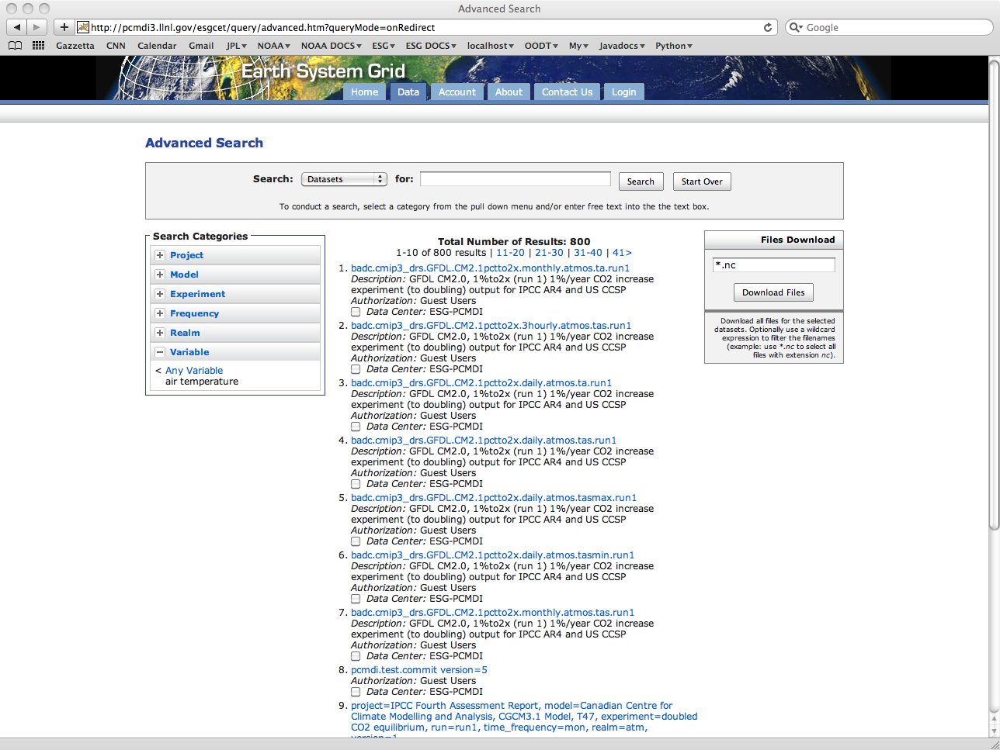 Advanced Search
http://pcmdi3.llnl.gov/esgcet/query/advanced.htm?queryMode=onRedirect
Google
Gazzetta CNN Calendar Gmail JPL▾ NOAA▾ NOAA DOCS▾ ESG▾ ESG DOCS▾ localhost▾ OODT▾ My▾ Javadocs▾ Python▾
Earth System Grid
Home Data Account About Contact Us Login
Advanced Search
Search: Datasets for: Search Start Over
To conduct a search, select a category from the pull down menu and/or enter free text into the the text box.
Search Categories
Project
Model
Experiment
Frequency
Realm
Variable
< Any Variable
air temperature
Total Number of Results: 800
1-10 of 800 results | 11-20 | 21-30 | 31-40 | 41>
1. badc.cmip3_drs.GFDL.CM2.1pctto2x.monthly.atmos.ta.run1
Description: GFDL CM2.0, 1%to2x (run 1) 1%/year CO2 increase
experiment (to doubling) output for IPCC AR4 and US CCSP
Authorization: Guest Users
Data Center: ESG-PCMDI
2. badc.cmip3_drs.GFDL.CM2.1pctto2x.3hourly.atmos.tas.run1
Description: GFDL CM2.0, 1%to2x (run 1) 1%/year CO2 increase
experiment (to doubling) output for IPCC AR4 and US CCSP
Authorization: Guest Users
Data Center: ESG-PCMDI
3. badc.cmip3_drs.GFDL.CM2.1pctto2x.daily.atmos.ta.run1
Description: GFDL CM2.0, 1%to2x (run 1) 1%/year CO2 increase
experiment (to doubling) output for IPCC AR4 and US CCSP
Authorization: Guest Users
Data Center: ESG-PCMDI
4. badc.cmip3_drs.GFDL.CM2.1pctto2x.daily.atmos.tas.run1
Description: GFDL CM2.0, 1%to2x (run 1) 1%/year CO2 increase
experiment (to doubling) output for IPCC AR4 and US CCSP
Authorization: Guest Users
Data Center: ESG-PCMDI
5. badc.cmip3_drs.GFDL.CM2.1pctto2x.daily.atmos.tasmax.run1
Description: GFDL CM2.0, 1%to2x (run 1) 1%/year CO2 increase
experiment (to doubling) output for IPCC AR4 and US CCSP
Authorization: Guest Users
Data Center: ESG-PCMDI
6. badc.cmip3_drs.GFDL.CM2.1pctto2x.daily.atmos.tasmin.run1
Description: GFDL CM2.0, 1%to2x (run 1) 1%/year CO2 increase
experiment (to doubling) output for IPCC AR4 and US CCSP
Authorization: Guest Users
Data Center: ESG-PCMDI
7. badc.cmip3_drs.GFDL.CM2.1pctto2x.monthly.atmos.tas.run1
Description: GFDL CM2.0, 1%to2x (run 1) 1%/year CO2 increase
experiment (to doubling) output for IPCC AR4 and US CCSP
Authorization: Guest Users
Data Center: ESG-PCMDI
8. pcmdi.test.commit version=5
Authorization: Guest Users
Data Center: ESG-PCMDI
9. project=IPCC Fourth Assessment Report, model=Canadian Centre for
Climate Modelling and Analysis, CGCM3.1 Model, T47, experiment=doubled
CO2 equilibrium, run=run1, time_frequency=mon, realm=atm,
Files Download
*.nc
Download Files
Download all files for the selected
datasets. Optionally use a wildcard
expression to filter the filenames
(example: use *.nc to select all
files with extension nc).